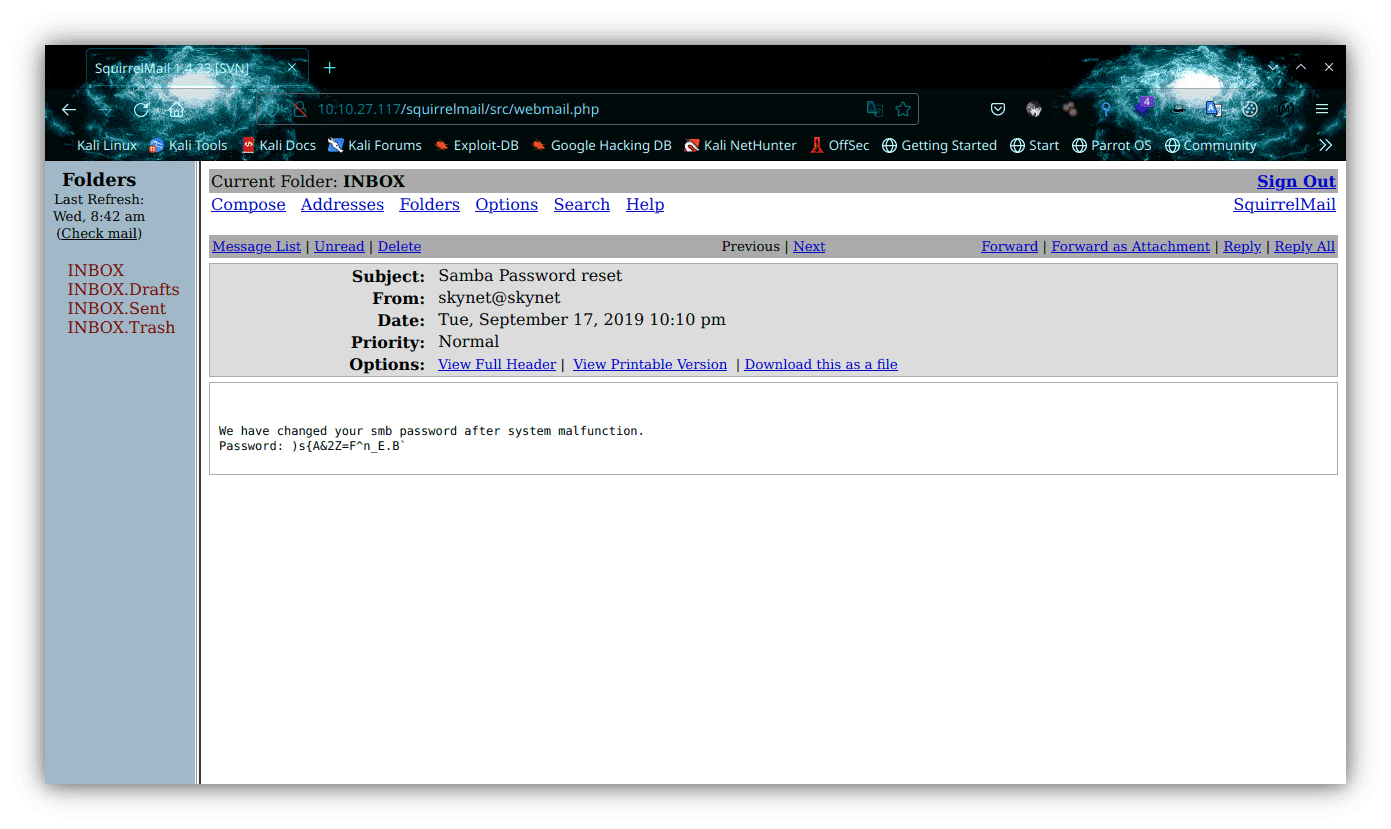 SquirrelMail 1.4.23 [SVN]
10.10.27.117/squirrelmail/src/webmail.php
4
Kali Linux Kali Tools Kali Docs Kali Forums Exploit-DB Google Hacking DB Kali NetHunter OffSec Getting Started Start Parrot OS Community
Folders
Last Refresh:
Wed, 8:42 am
(Check mail)
INBOX
INBOX.Drafts
INBOX.Sent
INBOX.Trash
Current Folder: INBOX Sign Out
Compose Addresses Folders Options Search Help SquirrelMail
Message List | Unread | Delete Previous | Next Forward | Forward as Attachment | Reply | Reply All
Subject: Samba Password reset
From: skynet@skynet
Date: Tue, September 17, 2019 10:10 pm
Priority: Normal
Options: View Full Header | View Printable Version | Download this as a file
We have changed your smb password after system malfunction.
Password: )s{A&2Z=F^n_E.B`